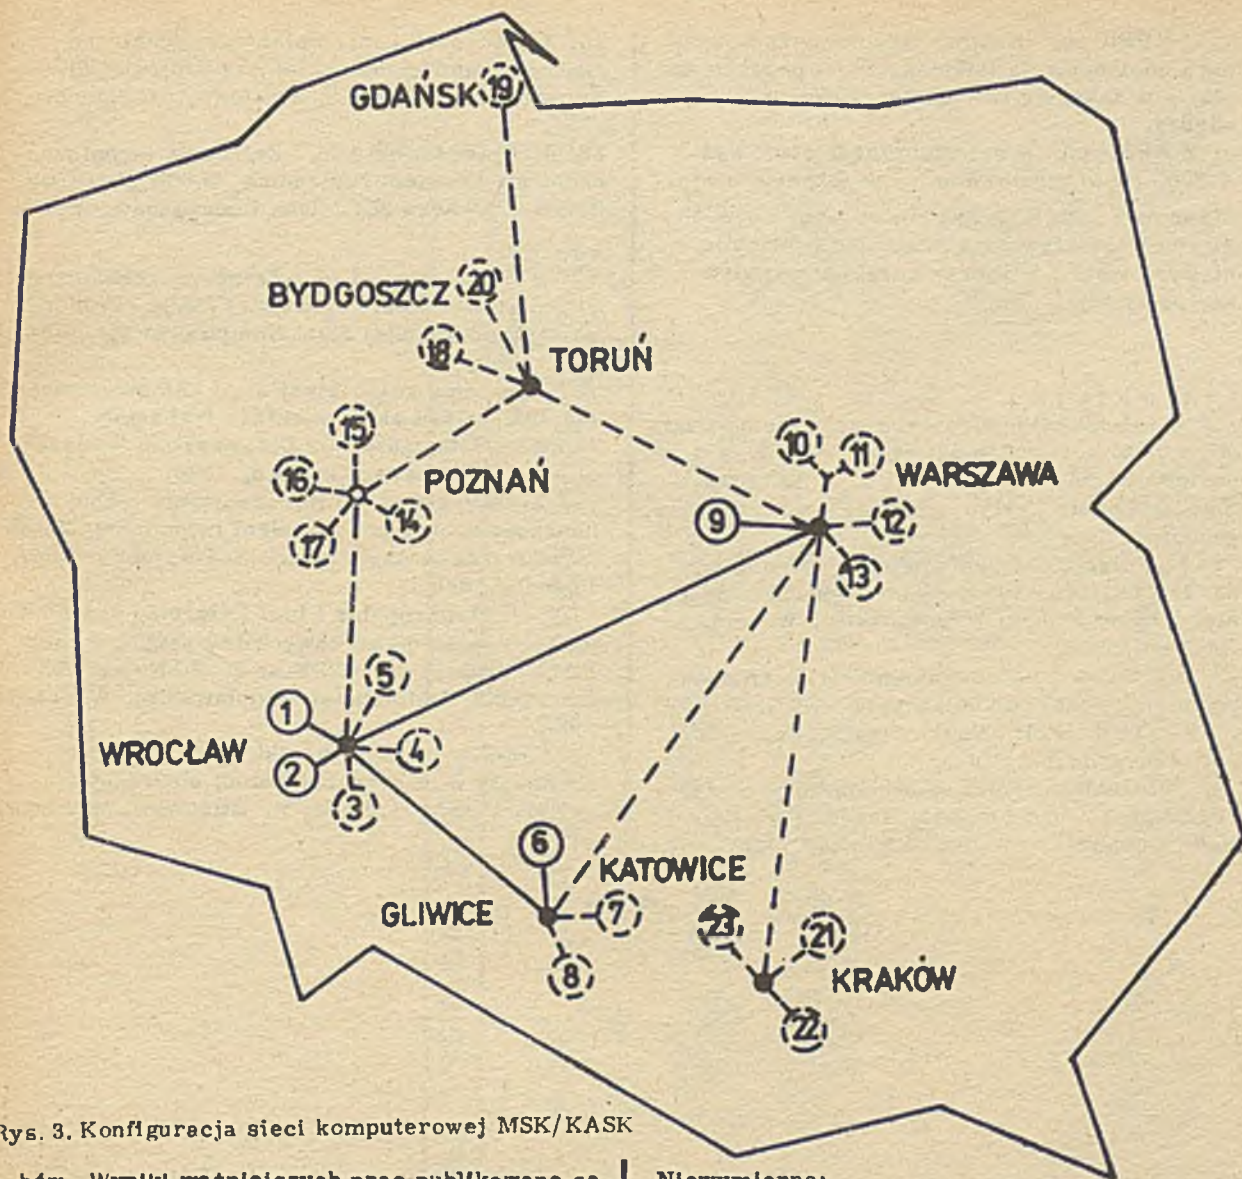 GDAŃSK 19
BYDGOSZCZ 20
18
TORUŃ
15
16
POZNAŃ
14
17
10
11
WARSZAWA
9
12
13
5
1
WROCŁAW
4
2
3
6
KATOWICE
GLIWICE
7
8
23
21
KRAKÓW
22
Rys. 3. Konfiguracja sieci komputerowej MSK/KASK